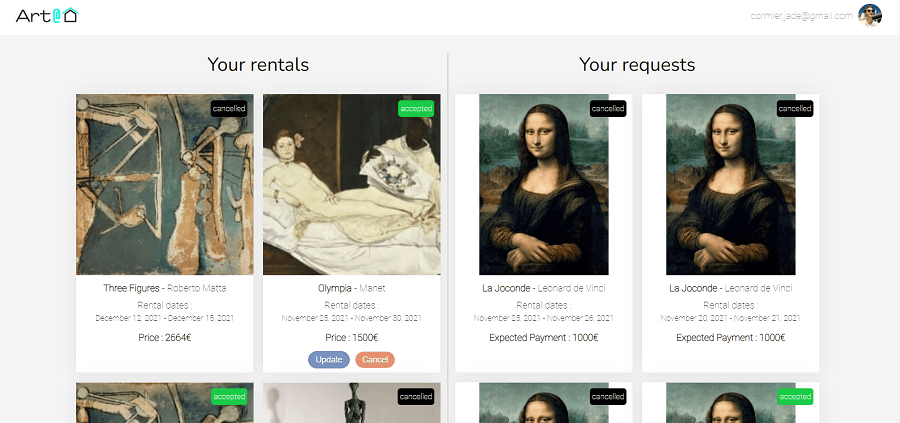 Art@
cormier.jade@gmail.com
Your rentals
Your requests
cancelled
accepted
cancelled
cancelled
Three Figures - Roberto Matta
Rental dates :
December 12, 2021 - December 15, 2021
Price : 2664€
Olympia - Manet
Rental dates :
November 25, 2021 - November 30, 2021
Price : 1500€
Update Cancel
La Joconde - Leonard de Vinci
Rental dates :
November 25, 2021 - November 26, 2021
Expected Payment : 1000€
La Joconde - Leonard de Vinci
Rental dates :
November 20, 2021 - November 21, 2021
Expected Payment : 1000€
accepted
cancelled
cancelled
accepted